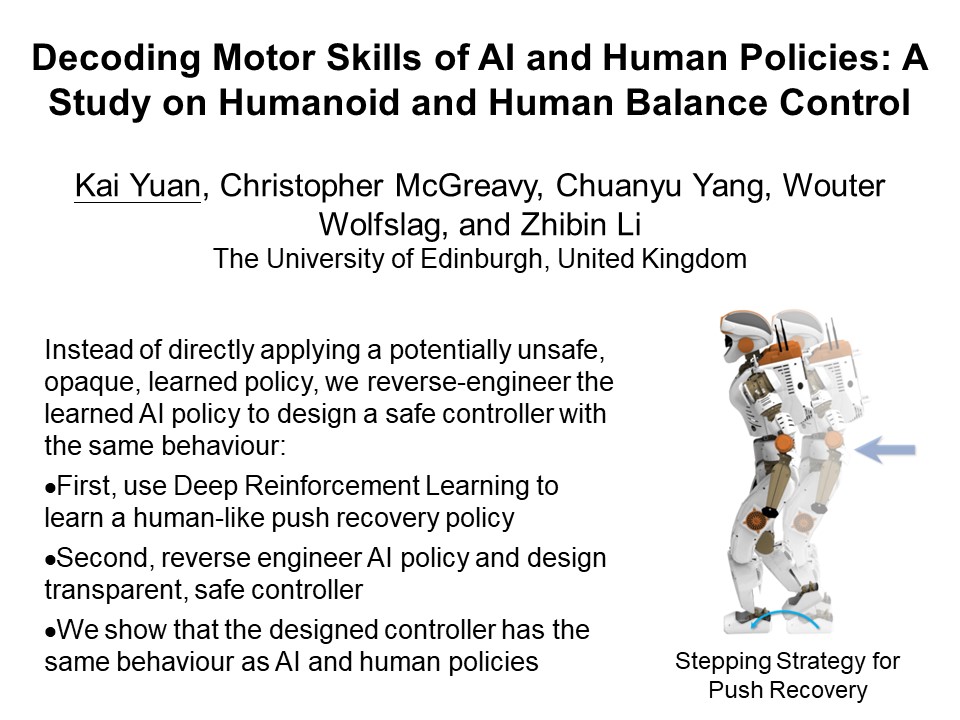 Decoding Motor Skills of AI and Human Policies: A
Study on Humanoid and Human Balance Control
Kai Yuan, Christopher McGreavy, Chuanyu Yang, Wouter
Wolfslag, and Zhibin Li
The University of Edinburgh, United Kingdom
Instead of directly applying a potentially unsafe,
opaque, learned policy, we reverse-engineer the
learned AI policy to design a safe controller with
the same behaviour:
●First, use Deep Reinforcement Learning to
learn a human-like push recovery policy
●Second, reverse engineer AI policy and design
transparent, safe controller
●We show that the designed controller has the
same behaviour as AI and human policies
Stepping Strategy for
Push Recovery